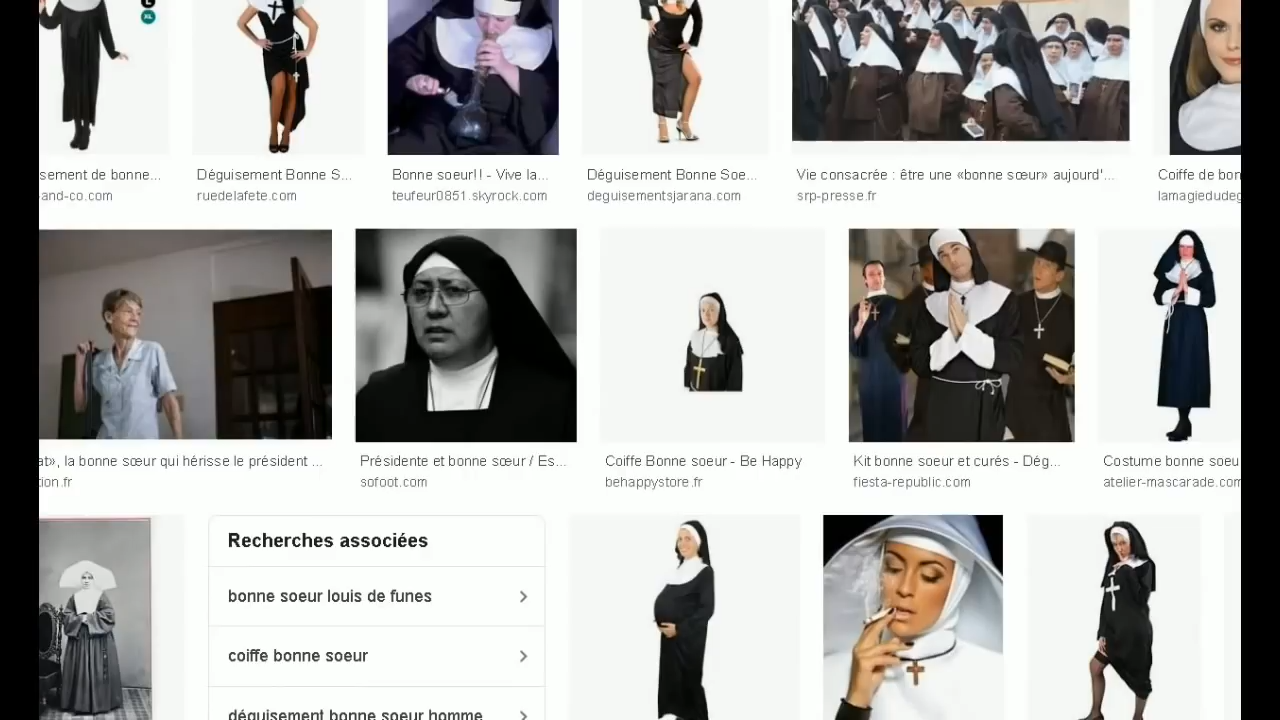 L
XL
sement de bonne...
Déguisement Bonne S...
Bonne soeur!! - Vive la...
Déguisement Bonne Soe...
Vie consacrée : être une «bonne sœur» aujourd'...
Coiffe de bon
and-co.com
ruedelafete.com
teufeur0851.skyrock.com
deguisementsjarana.com
srp-presse.fr
lamagiedudeg
at», la bonne sœur qui hérisse le président ...
Présidente et bonne sœur / Es...
Coiffe Bonne soeur - Be Happy
Kit bonne soeur et curés - Dég...
Costume bonne soeu
tion.fr
sofoot.com
behappystore.fr
fiesta-republic.com
atelier-mascarade.com
Recherches associées
bonne soeur louis de funes
coiffe bonne soeur
déguisement bonne soeur homme